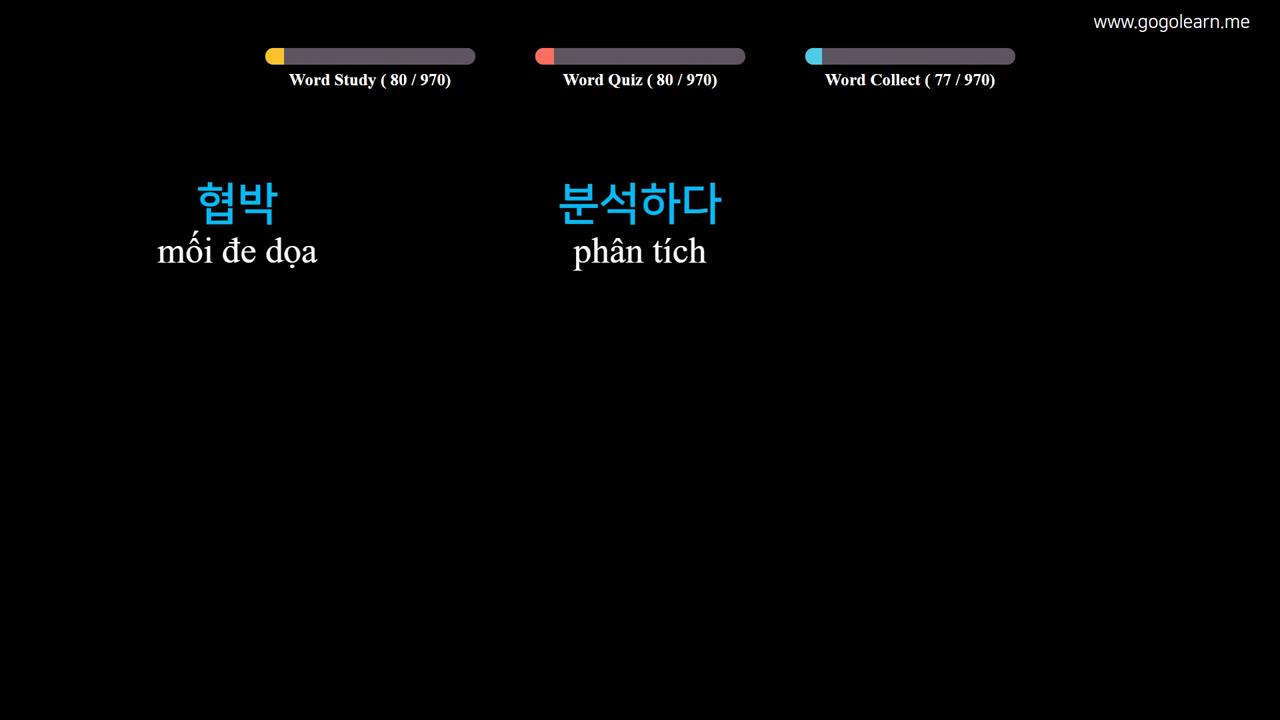 www.gogolearn.me
Word Study ( 80 / 970)
Word Quiz ( 80 / 970)
Word Collect ( 77 / 970)
협박
mối đe dọa
분석하다
phân tích